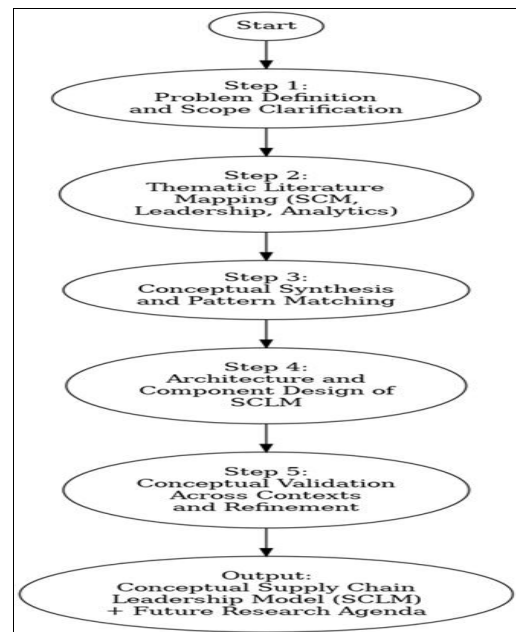 Start
Step 1:
Problem Definition
and Scope Clarification
Step 2:
Thematic Literature
Mapping (SCM,
Leadership, Analytics)
Step 3:
Conceptual Synthesis
and Pattern Matching
Step 4:
Architecture and
Component Design of
SCLM
Step 5:
Conceptual Validation
Across Contexts
and Refinement
Output:
Conceptual Supply Chain
Leadership Model (SCLM)
+ Future Research Agenda